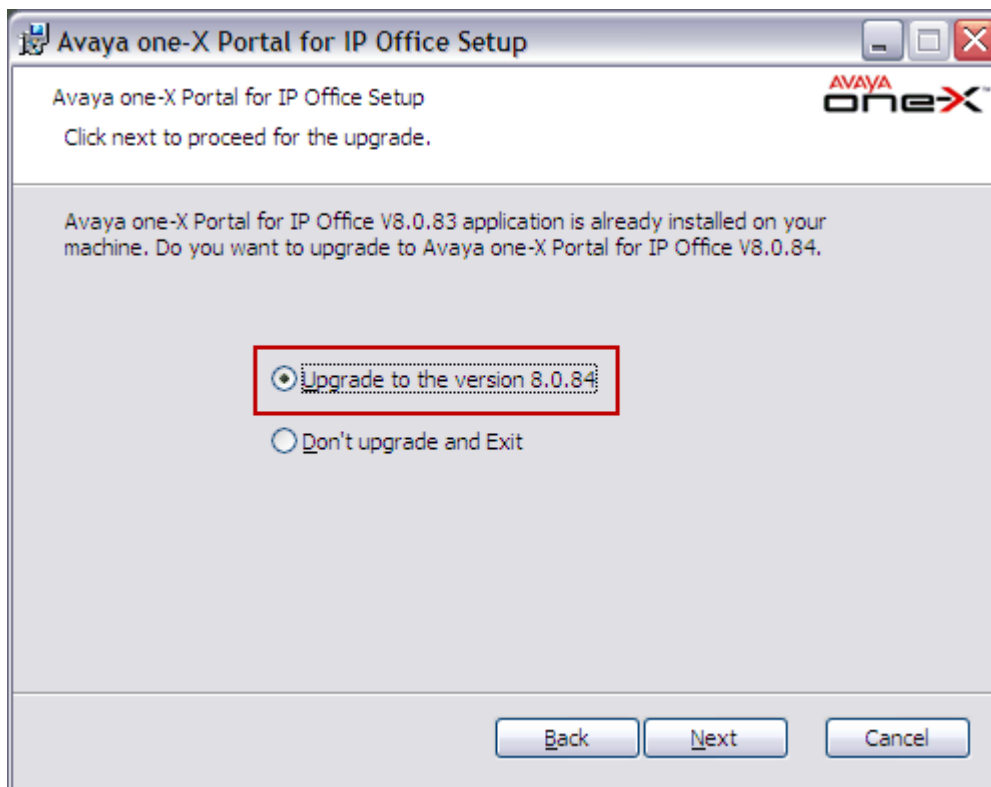 Avaya one-X Portal for IP Office Setup
AVAYA
one-X™
Avaya one-X Portal for IP Office Setup
Click next to proceed for the upgrade.
Avaya one-X Portal for IP Office V8.0.83 application is already installed on your
machine. Do you want to upgrade to Avaya one-X Portal for IP Office V8.0.84.
Upgrade to the version 8.0.84
Don't upgrade and Exit
Back Next Cancel